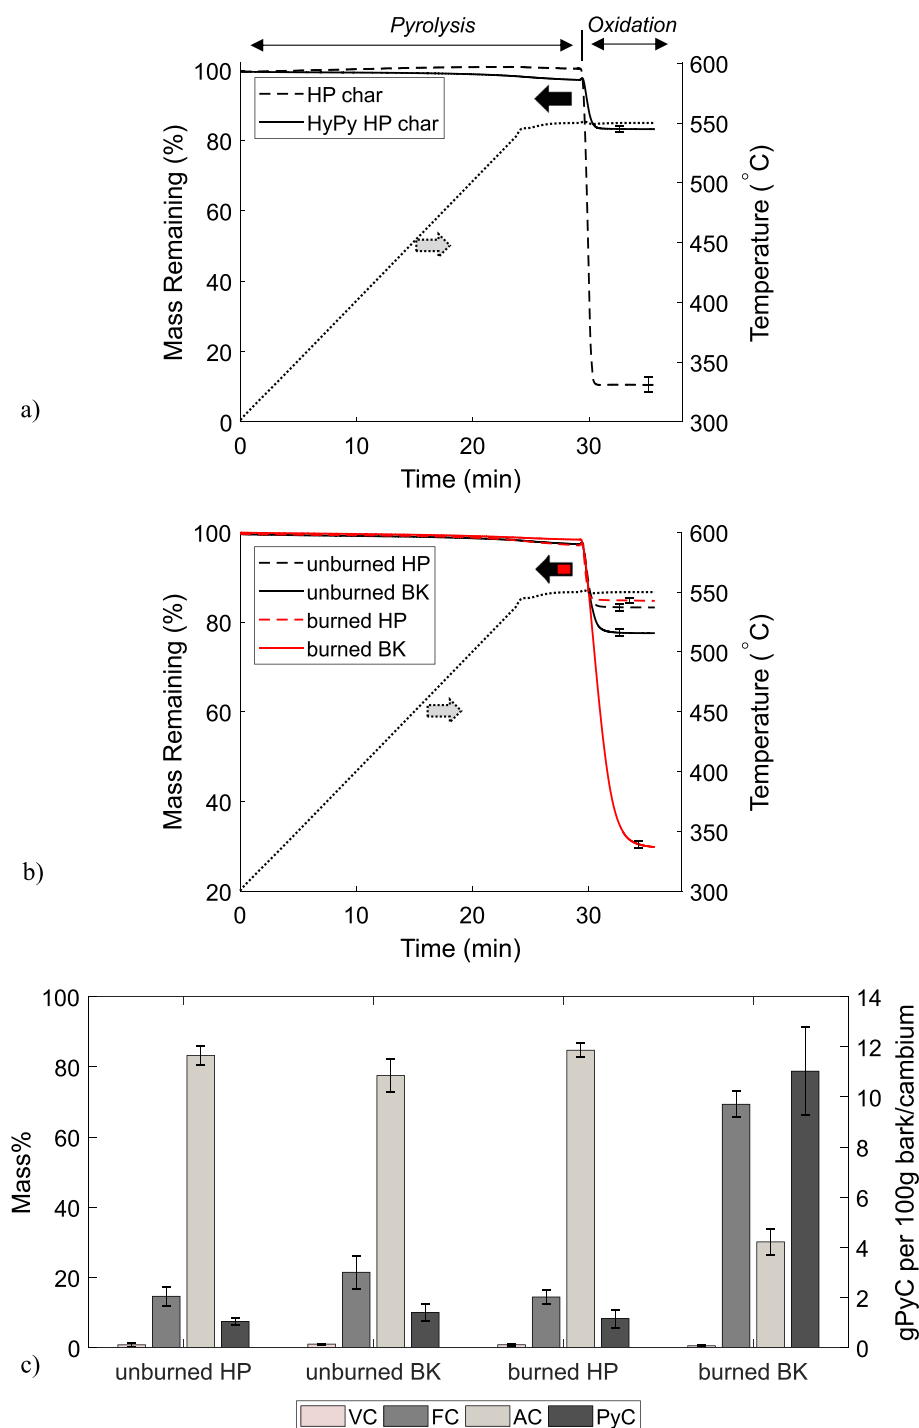 Pyrolysis Oxidation
100
80
60
40
20
0
Mass Remaining (%)
HP char
HyPy HP char
600
550
500
450
400
350
300
Temperature (°C)
a)
0 10 20 30
Time (min)
100
80
60
40
20
Mass Remaining (%)
unburned HP
unburned BK
burned HP
burned BK
600
550
500
450
400
350
300
Temperature (°C)
b)
0 10 20 30
Time (min)
100
80
60
40
20
0
Mass%
14
12
10
8
6
4
2
0
gPyC per 100g bark/cambium
c)
unburned HP unburned BK burned HP burned BK
VC FC AC PyC